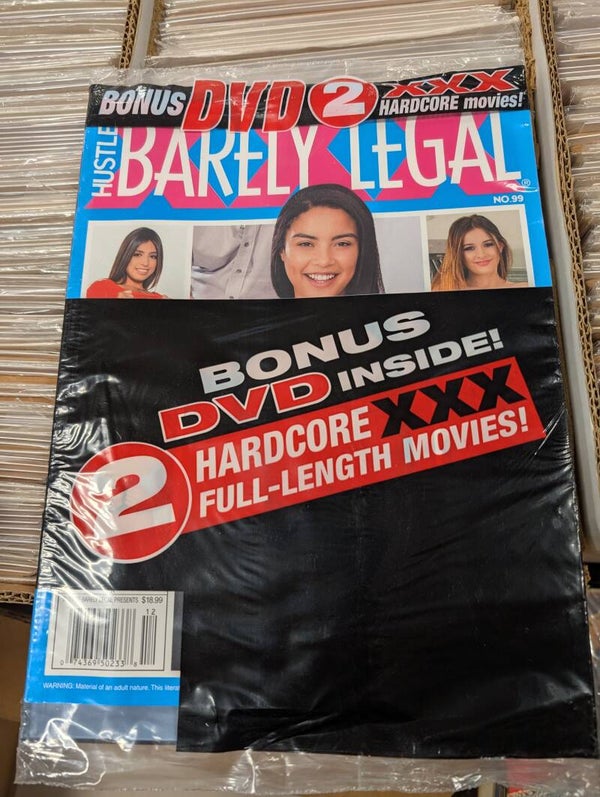 BONUS DVD 2 XXX
HARDCORE movies!
HUSTLE
BARELY LEGAL®
NO.99
BONUS
DVD INSIDE!
2 HARDCORE XXX
FULL-LENGTH MOVIES!
PRESENTS $18.99
12
0 74369 50233 8
WARNING: Material of an adult nature. This